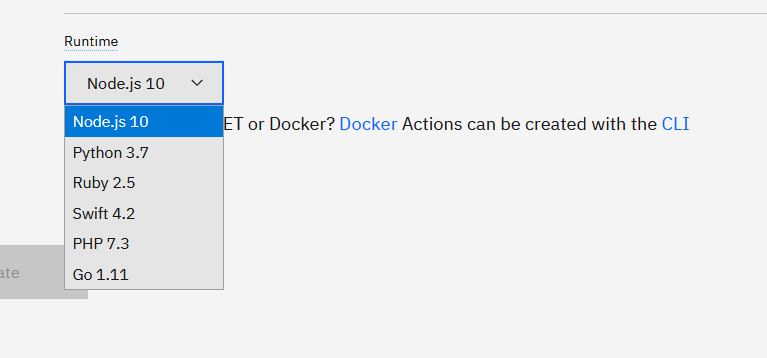 Runtime
Node.js 10
Node.js 10
ET or Docker? Docker Actions can be created with the CLI
Python 3.7
Ruby 2.5
Swift 4.2
PHP 7.3
ate
Go 1.11